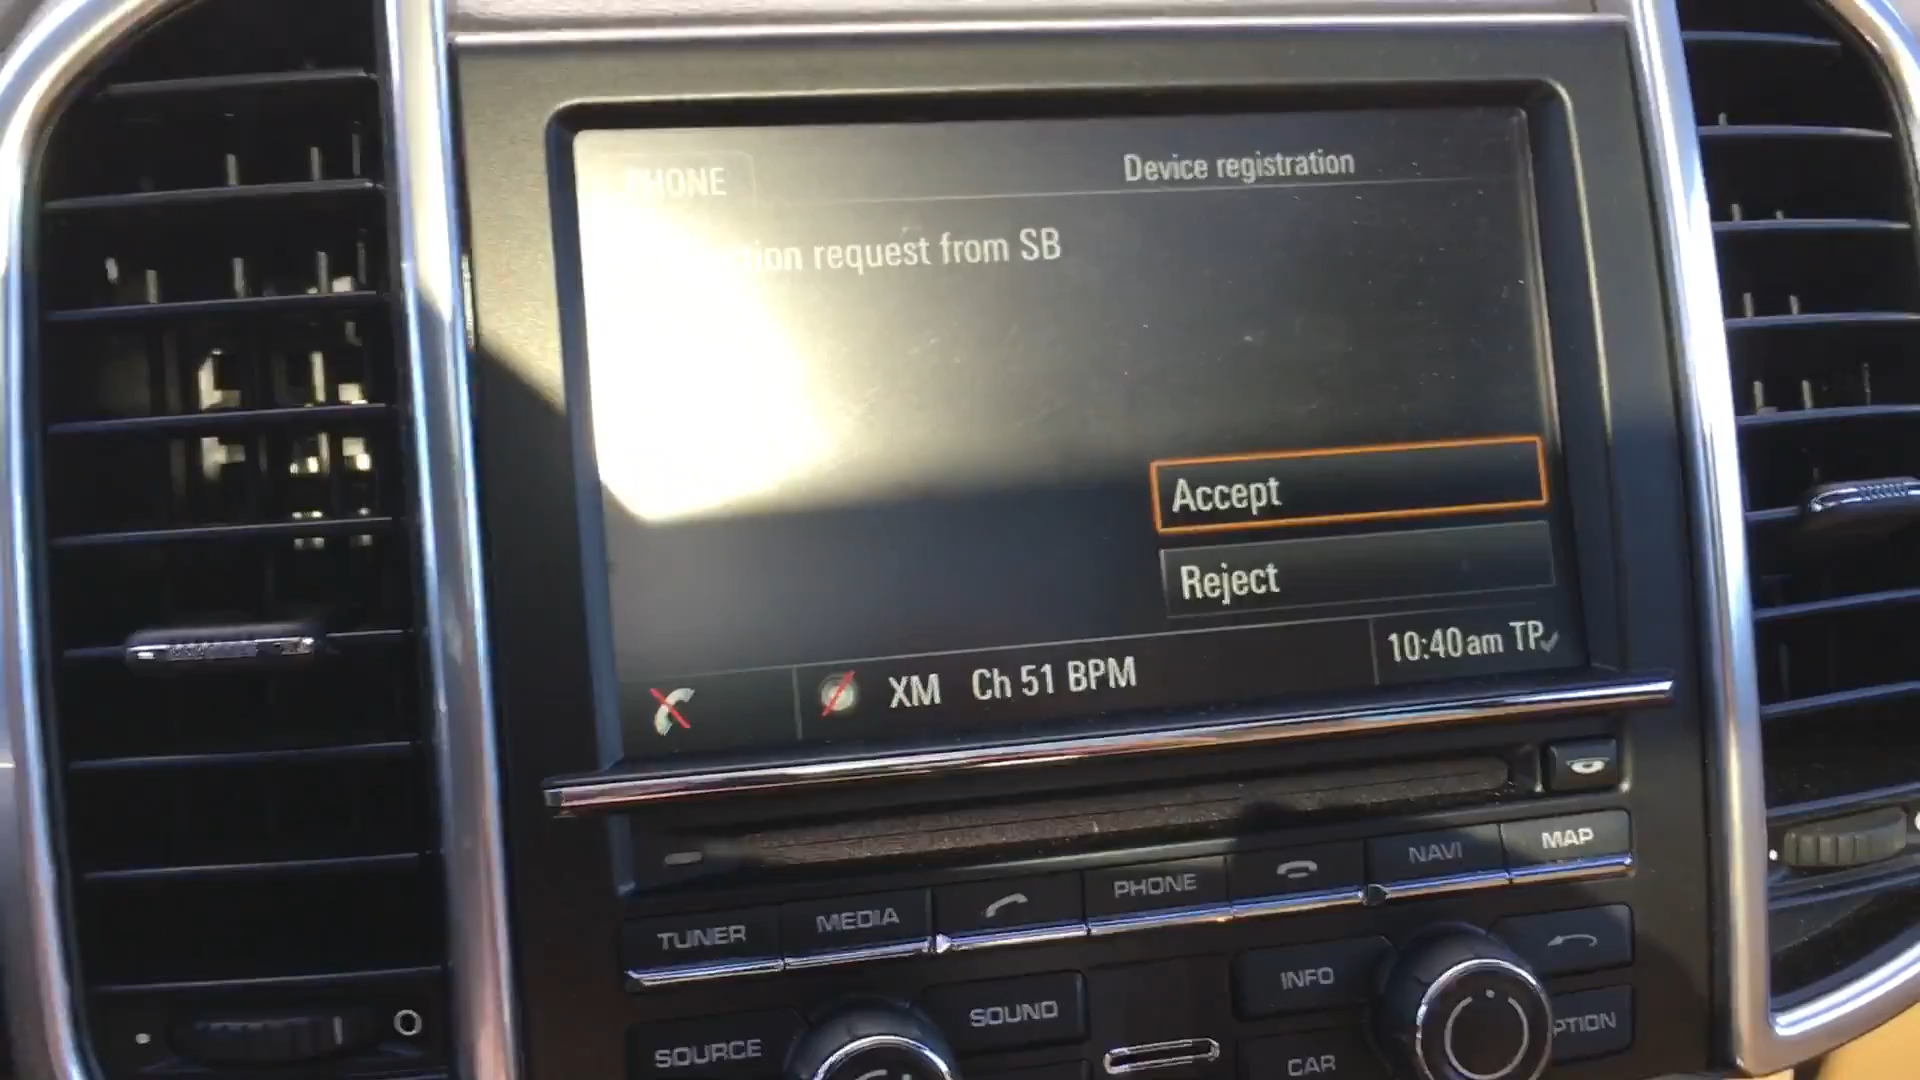 PHONE
Device registration
request from SB
Accept
Reject
XM Ch 51 BPM
10:40am TP
TUNER
MEDIA
PHONE
NAVI
MAP
SOURCE
SOUND
INFO
CAR